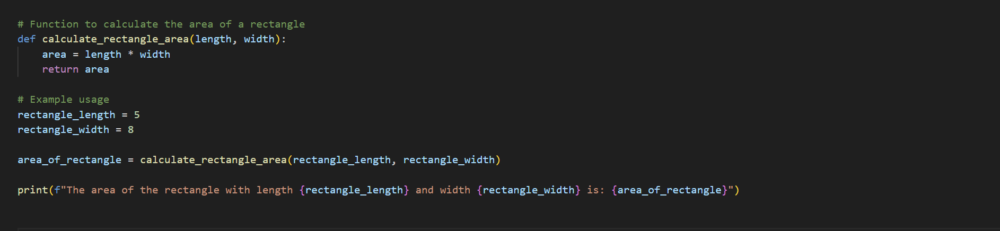 # Function to calculate the area of a rectangle
def calculate_rectangle_area(length, width):
    area = length * width
    return area
# Example usage
rectangle_length = 5
rectangle_width = 8
area_of_rectangle = calculate_rectangle_area(rectangle_length, rectangle_width)
print(f"The area of the rectangle with length {rectangle_length} and width {rectangle_width} is: {area_of_rectangle}")